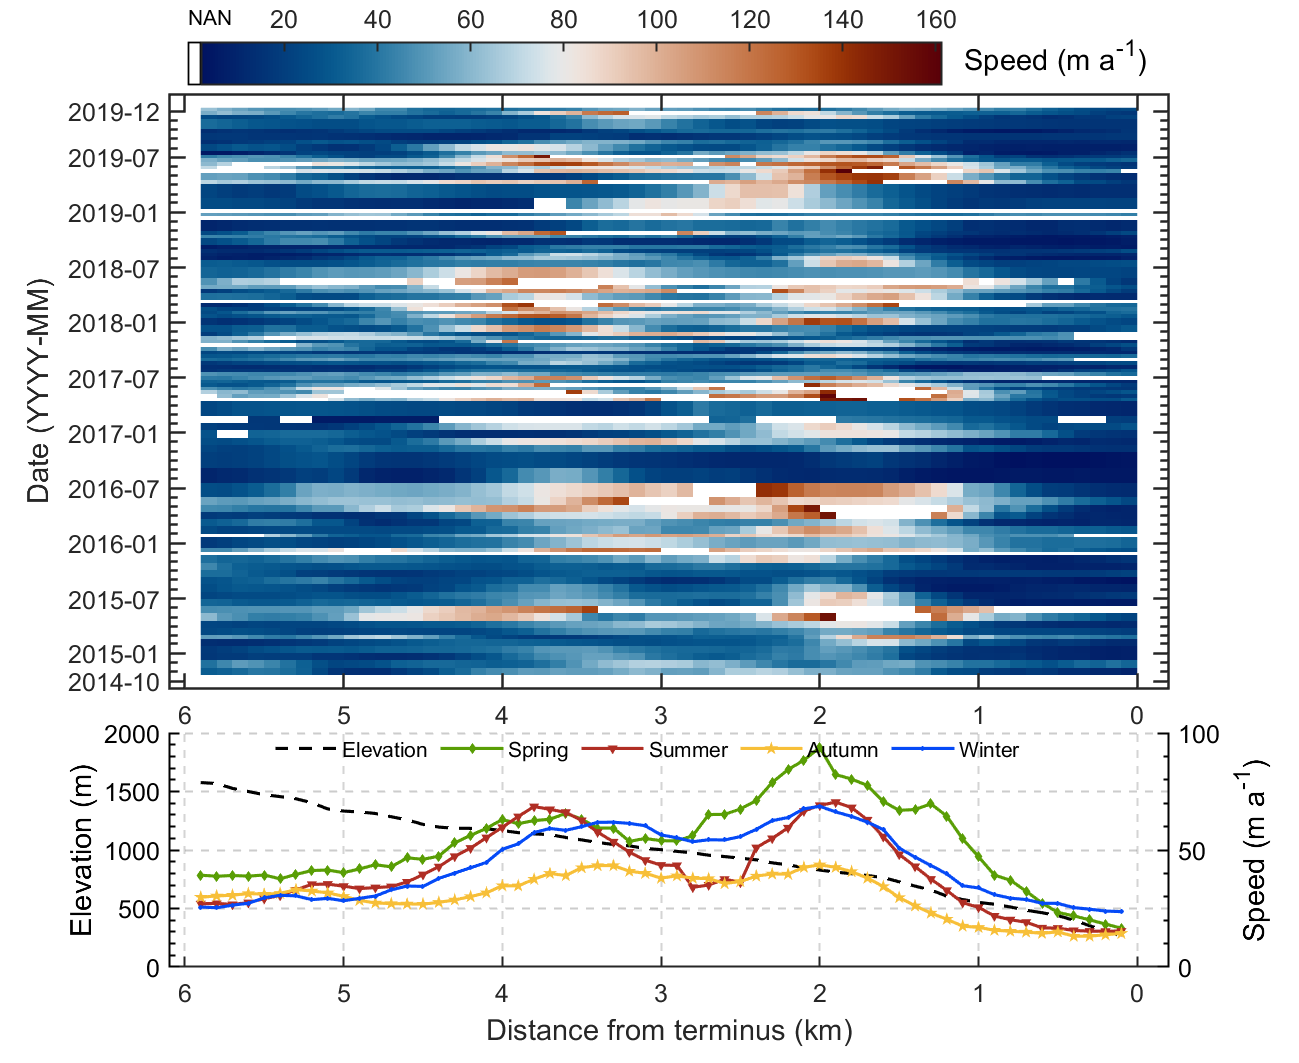 NAN 20 40 60 80 100 120 140 160
Speed (m a-1)
Date (YYYY-MM)
2019-12
2019-07
2019-01
2018-07
2018-01
2017-07
2017-01
2016-07
2016-01
2015-07
2015-01
2014-10
6 5 4 3 2 1 0
Elevation Spring Summer Autumn Winter
Elevation (m)
2000
1500
1000
500
0
100
50
0
Speed (m a-1)
6 5 4 3 2 1 0
Distance from terminus (km)